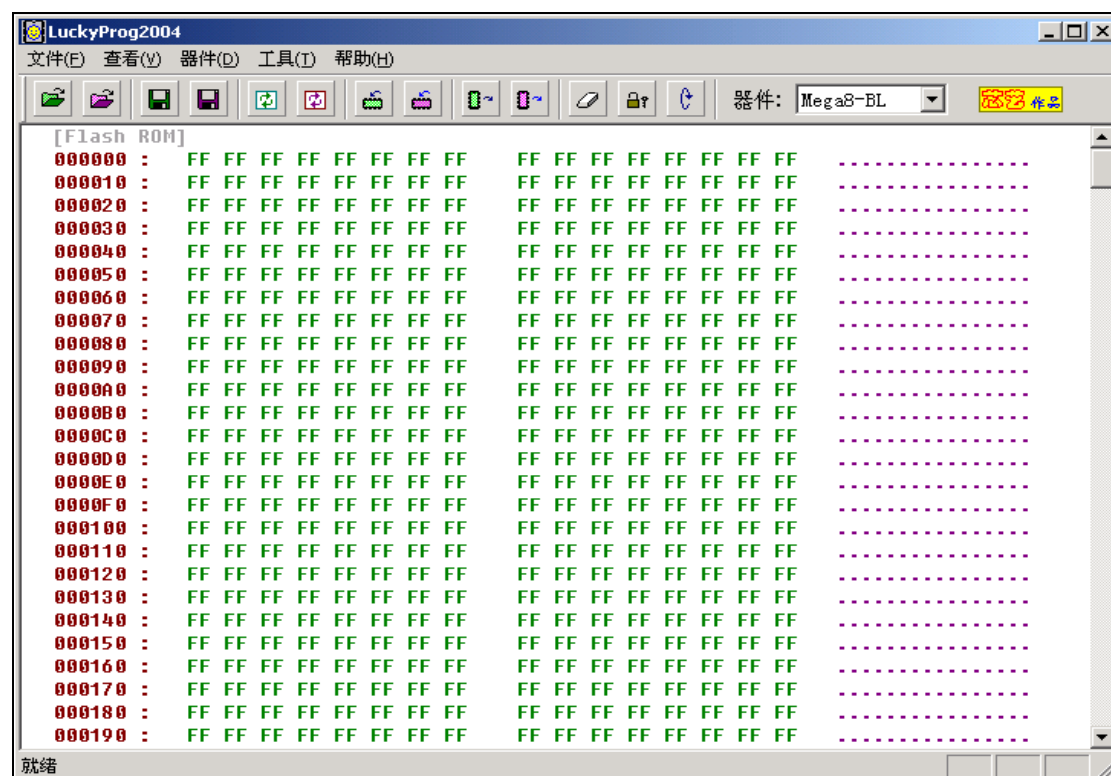 LuckyProg2004
文件(F) 查看(V) 器件(D) 工具(T) 帮助(H)
器件: Mega8-BL 作品
[Flash ROM]
000000 : FF FF FF FF FF FF FF FF FF FF FF FF FF FF FF FF ................
000010 : FF FF FF FF FF FF FF FF FF FF FF FF FF FF FF FF ................
000020 : FF FF FF FF FF FF FF FF FF FF FF FF FF FF FF FF ................
000030 : FF FF FF FF FF FF FF FF FF FF FF FF FF FF FF FF ................
000040 : FF FF FF FF FF FF FF FF FF FF FF FF FF FF FF FF ................
000050 : FF FF FF FF FF FF FF FF FF FF FF FF FF FF FF FF ................
000060 : FF FF FF FF FF FF FF FF FF FF FF FF FF FF FF FF ................
000070 : FF FF FF FF FF FF FF FF FF FF FF FF FF FF FF FF ................
000080 : FF FF FF FF FF FF FF FF FF FF FF FF FF FF FF FF ................
000090 : FF FF FF FF FF FF FF FF FF FF FF FF FF FF FF FF ................
0000A0 : FF FF FF FF FF FF FF FF FF FF FF FF FF FF FF FF ................
0000B0 : FF FF FF FF FF FF FF FF FF FF FF FF FF FF FF FF ................
0000C0 : FF FF FF FF FF FF FF FF FF FF FF FF FF FF FF FF ................
0000D0 : FF FF FF FF FF FF FF FF FF FF FF FF FF FF FF FF ................
0000E0 : FF FF FF FF FF FF FF FF FF FF FF FF FF FF FF FF ................
0000F0 : FF FF FF FF FF FF FF FF FF FF FF FF FF FF FF FF ................
000100 : FF FF FF FF FF FF FF FF FF FF FF FF FF FF FF FF ................
000110 : FF FF FF FF FF FF FF FF FF FF FF FF FF FF FF FF ................
000120 : FF FF FF FF FF FF FF FF FF FF FF FF FF FF FF FF ................
000130 : FF FF FF FF FF FF FF FF FF FF FF FF FF FF FF FF ................
000140 : FF FF FF FF FF FF FF FF FF FF FF FF FF FF FF FF ................
000150 : FF FF FF FF FF FF FF FF FF FF FF FF FF FF FF FF ................
000160 : FF FF FF FF FF FF FF FF FF FF FF FF FF FF FF FF ................
000170 : FF FF FF FF FF FF FF FF FF FF FF FF FF FF FF FF ................
000180 : FF FF FF FF FF FF FF FF FF FF FF FF FF FF FF FF ................
000190 : FF FF FF FF FF FF FF FF FF FF FF FF FF FF FF FF ................
就绪